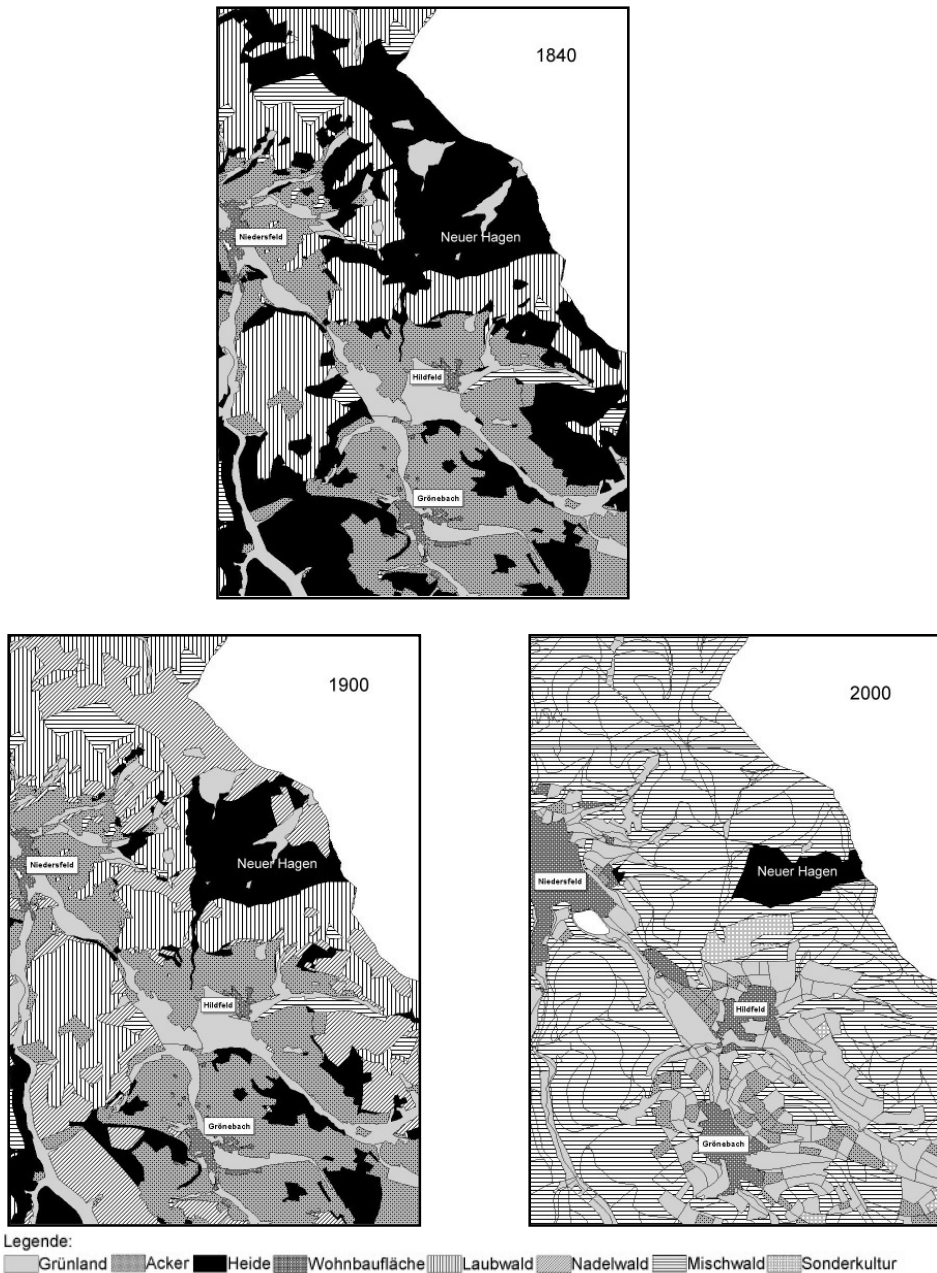 1840
Niedersfeld
Neuer Hagen
Hildfeld
Grönebach
1900
Niedersfeld
Neuer Hagen
Hildfeld
Grönebach
2000
Niedersfeld
Neuer Hagen
Hildfeld
Grönebach
Legende:
Grünland Acker Heide Wohnbaufläche Laubwald Nadelwald Mischwald Sonderkultur